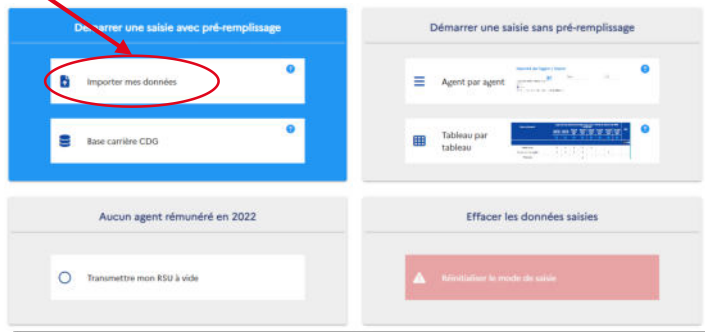 Démarrer une saisie avec pré-remplissage
Importer mes données
?
Base carrière CDG
?
Démarrer une saisie sans pré-remplissage
Agent par agent
?
Tableau par
tableau
?
Aucun agent rémunéré en 2022
Transmettre mon RSU à vide
Effacer les données saisies
Réinitialiser le mode de saisie